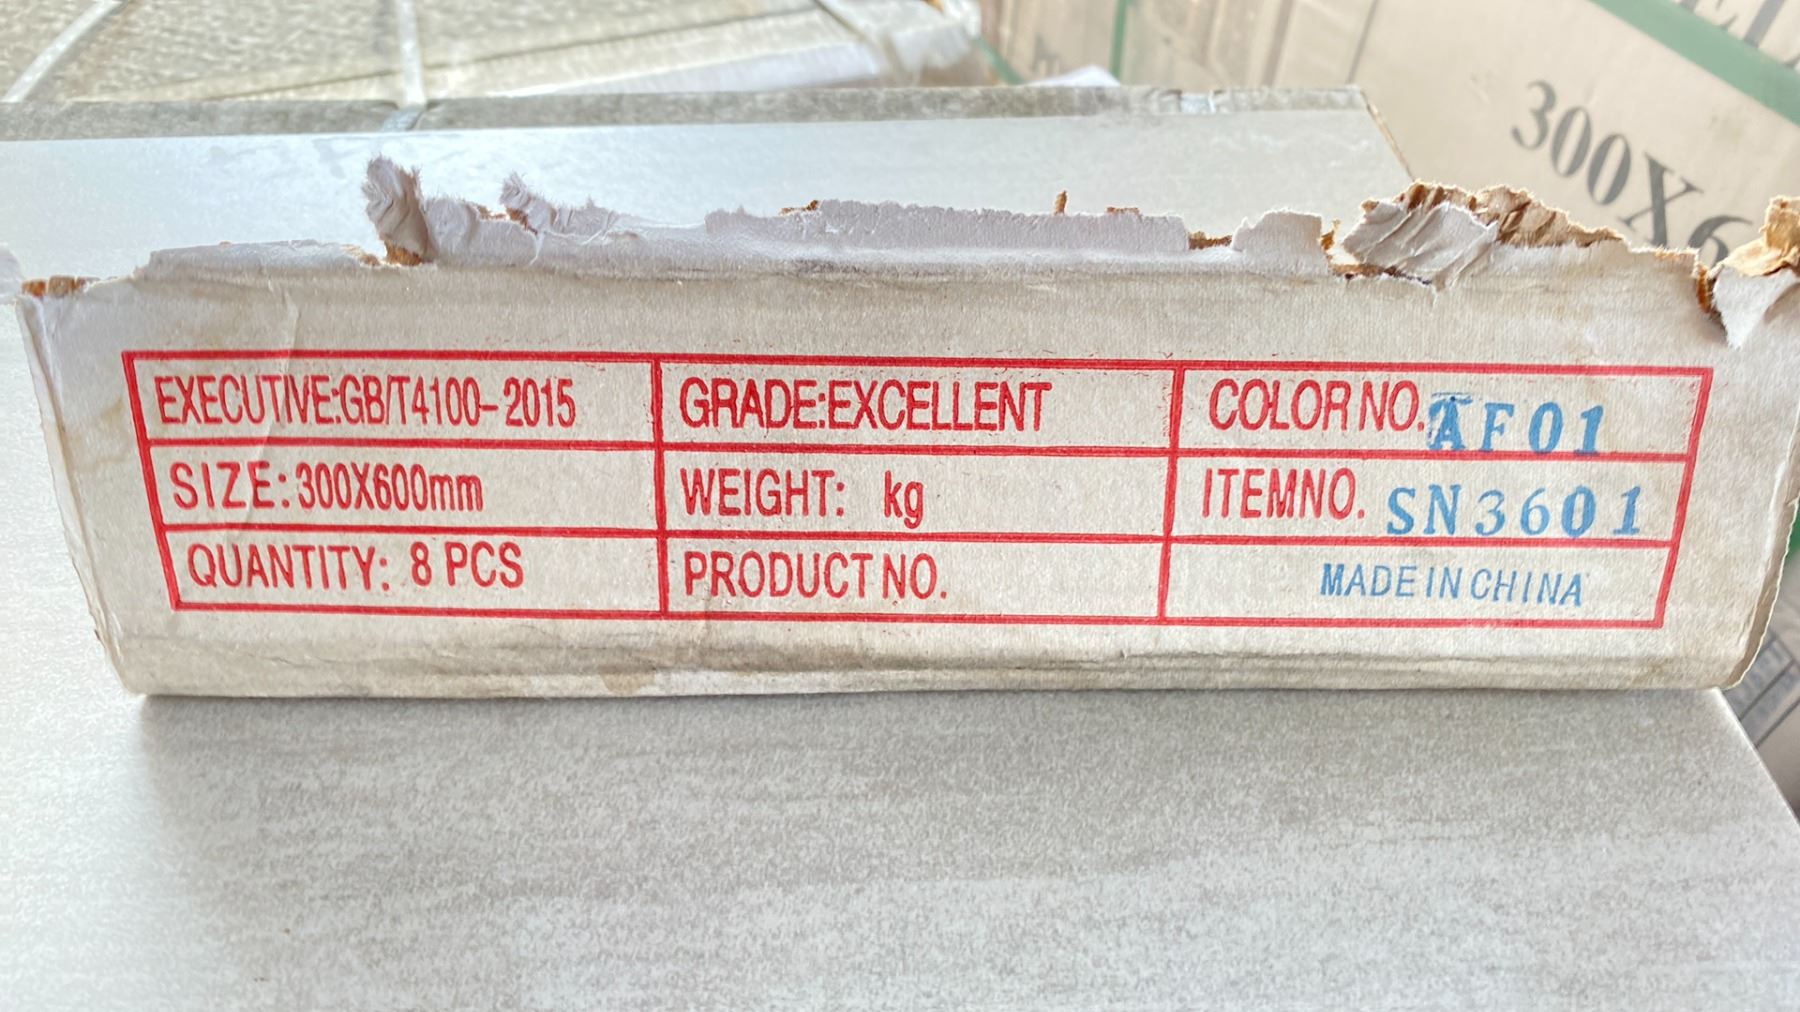 300X6
EXECUTIVE:GB/T4100-2015
GRADE:EXCELLENT
COLOR NO. AF01
SIZE: 300X600mm
WEIGHT: kg
ITEMNO. SN3601
QUANTITY: 8 PCS
PRODUCT NO.
MADE IN CHINA